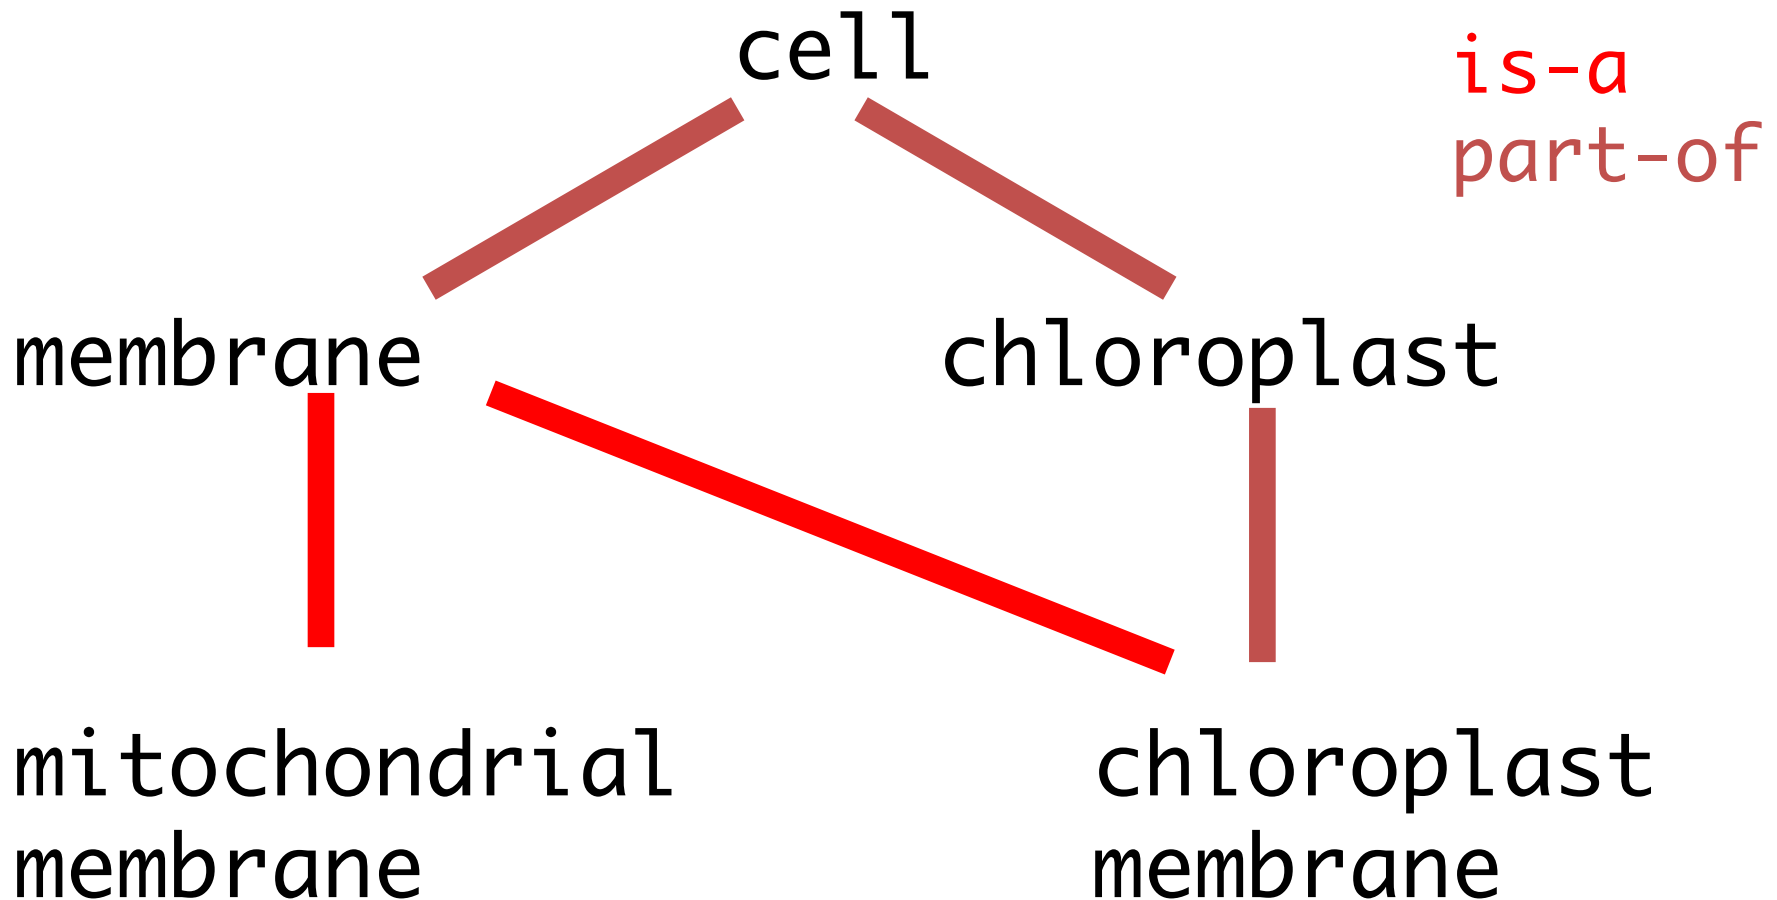 cell
is-a
part-of
membrane
chloroplast
mitochondrial
membrane
chloroplast
membrane